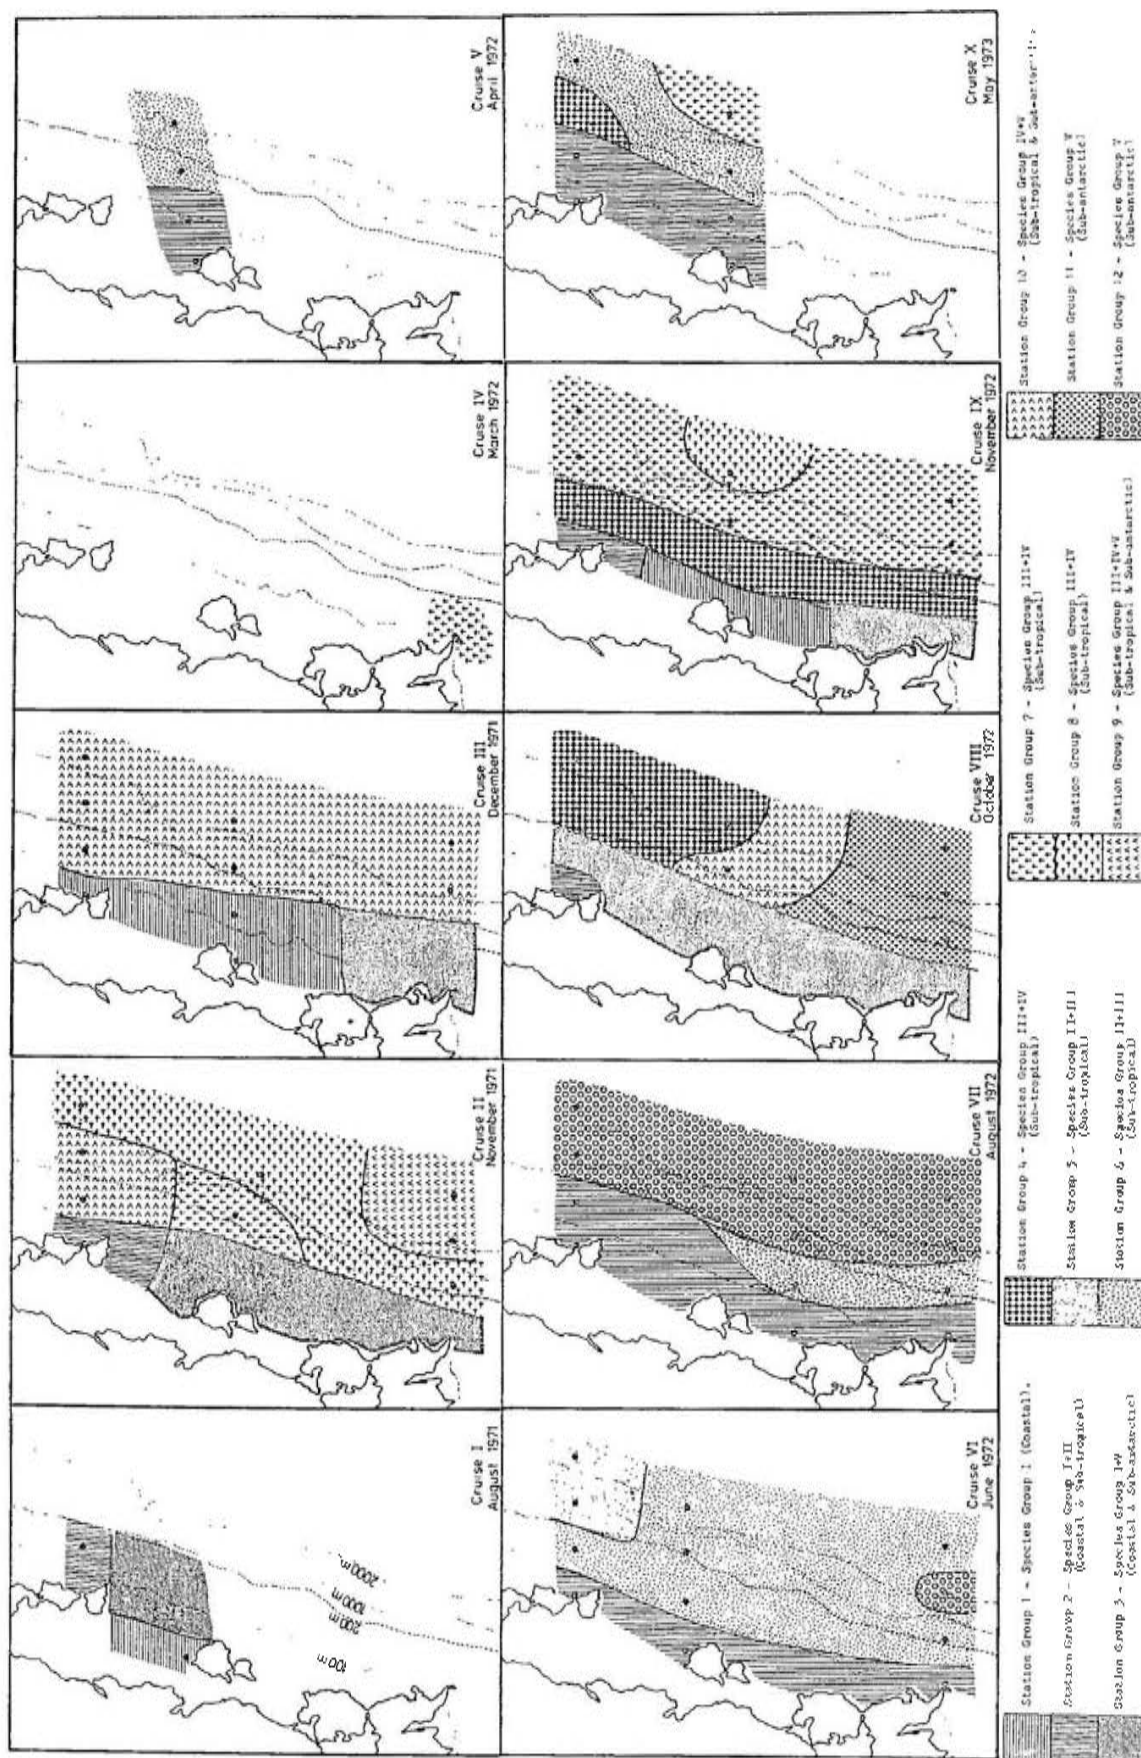 Cruise I
August 1971
100m
200m
1000m
2000m
Cruise II
November 1971
Cruise III
December 1971
Cruise IV
March 1972
Cruise V
April 1972
Cruise VI
June 1972
Cruise VII
August 1972
Cruise VIII
October 1972
Cruise IX
November 1972
Cruise X
May 1973
Station Group 1 - Species Group I (Coastal).
Station Group 2 - Species Group I+II
(Coastal & Sub-tropical)
Station Group 3 - Species Group I+V
(Coastal & Sub-antarctic)
Station Group 4 - Species Group III+IV
(Sub-tropical)
Station Group 5 - Species Group II+III
(Sub-tropical)
Station Group 6 - Species Group II+III
(Sub-tropical)
Station Group 7 - Species Group III+IV
(Sub-tropical)
Station Group 8 - Species Group III+IV
(Sub-tropical)
Station Group 9 - Species Group III+IV+V
(Sub-tropical & Sub-antarctic)
Station Group 10 - Species Group IV+V
(Sub-tropical &
Station Group 11 - Species Group V
(Sub-antarctic)
Station Group 12 - Species Group V
(Sub-antarctic)